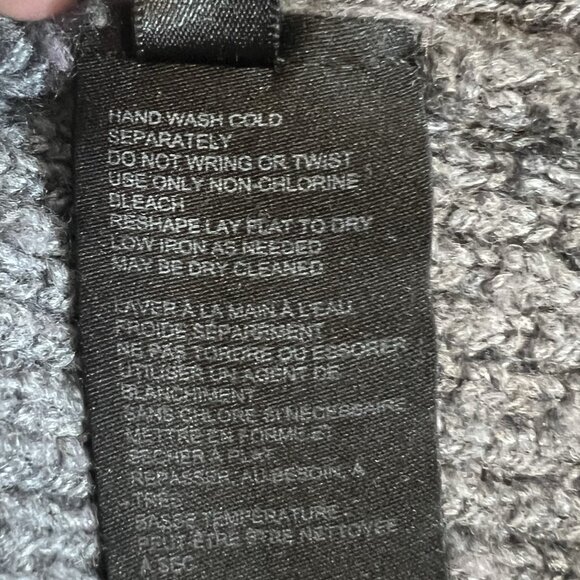 HAND WASH COLD
SEPARATELY
DO NOT WRING OR TWIST
USE ONLY NON-CHLORINE
BLEACH
RESHAPE LAY FLAT TO DRY
LOW IRON AS NEEDED
MAY BE DRY CLEANED
LAVER À LA MAIN À L'EAU
FROIDE SÉPARÉMENT
NE PAS TORDRE OU ESSORER
UTILISER UN AGENT DE
BLANCHIMENT
SANS CHLORE SI NÉCESSAIRE
METTRE EN FORME ET
SÉCHER À PLAT
REPASSER, AU BESOIN, À
TRÈS
BASSE TEMPÉRATURE
PEUT-ÊTRE ÊTRE NETTOYÉE
À SEC